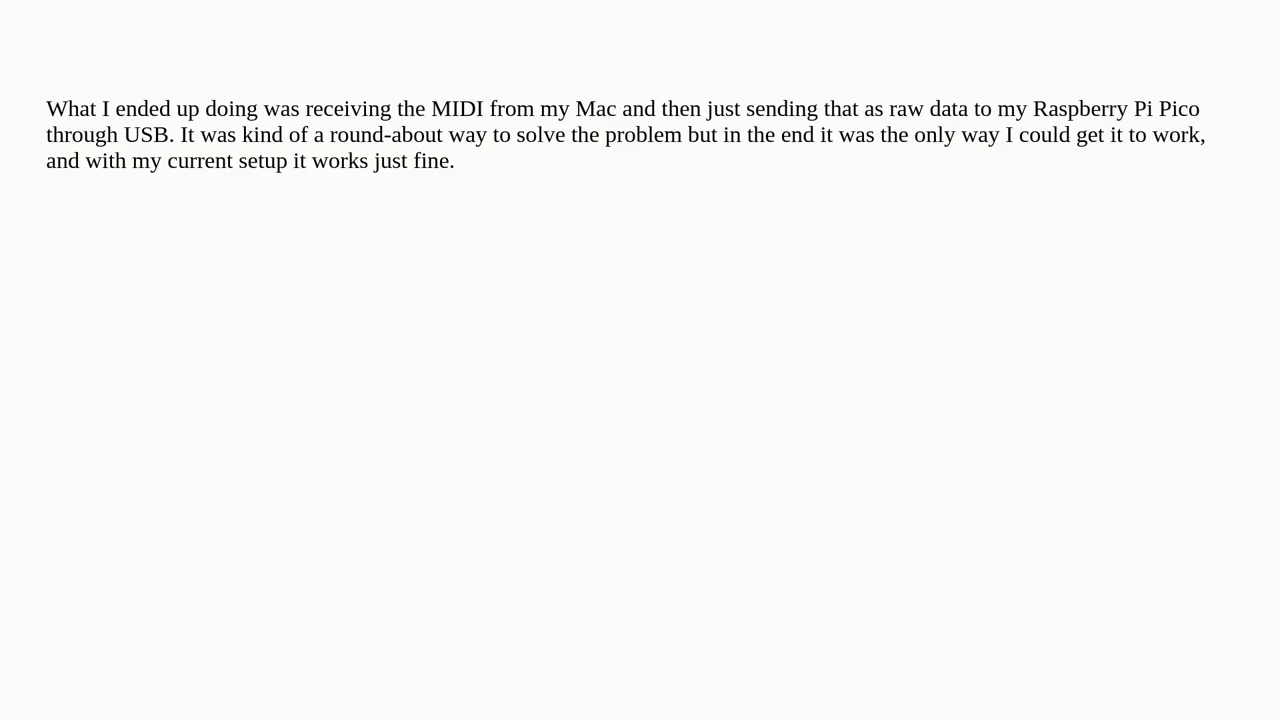 What I ended up doing was receiving the MIDI from my Mac and then just sending that as raw data to my Raspberry Pi Pico
through USB. It was kind of a round-about way to solve the problem but in the end it was the only way I could get it to work,
and with my current setup it works just fine.